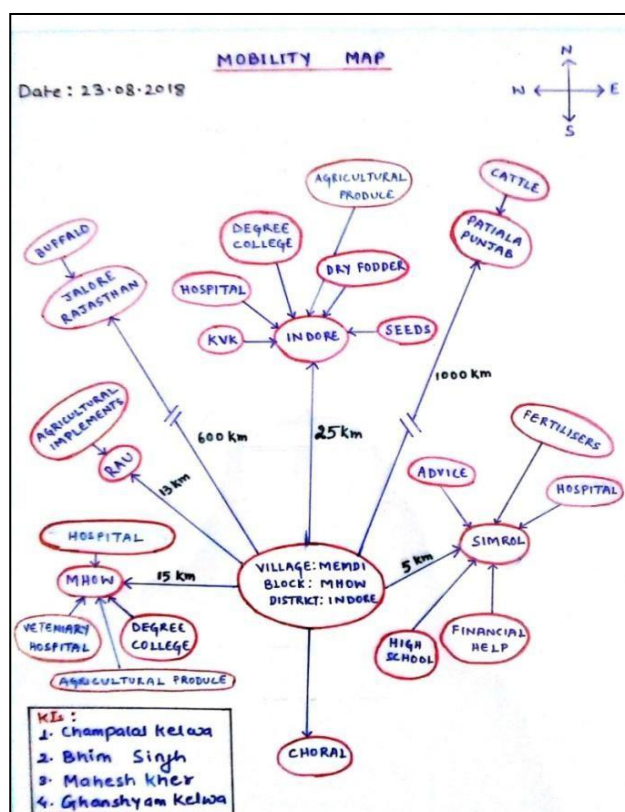 MOBILITY MAP
Date: 23.08.2018
N
W
E
S
AGRICULTURAL
PRODUCE
CATTLE
DEGREE
COLLEGE
PATIALA
PUNJAB
BUFFALO
DRY FODDER
JALORE
RAJASTHAN
HOSPITAL
KVK
INDORE
SEEDS
1000 km
600 km
25 km
AGRICULTURAL
IMPLEMENTS
RAU
13 km
FERTILISERS
ADVICE
HOSPITAL
SIMROL
5 km
HOSPITAL
MHOW
15 km
VILLAGE: MEMDI
BLOCK: MHOW
DISTRICT: INDORE
VETENIARY
HOSPITAL
DEGREE
COLLEGE
AGRICULTURAL PRODUCE
HIGH
SCHOOL
FINANCIAL
HELP
CHORAL
KIs:
1. Champalal Kelwa
2. Bhim Singh
3. Mahesh Kher
4. Ghanshyam Kelwa